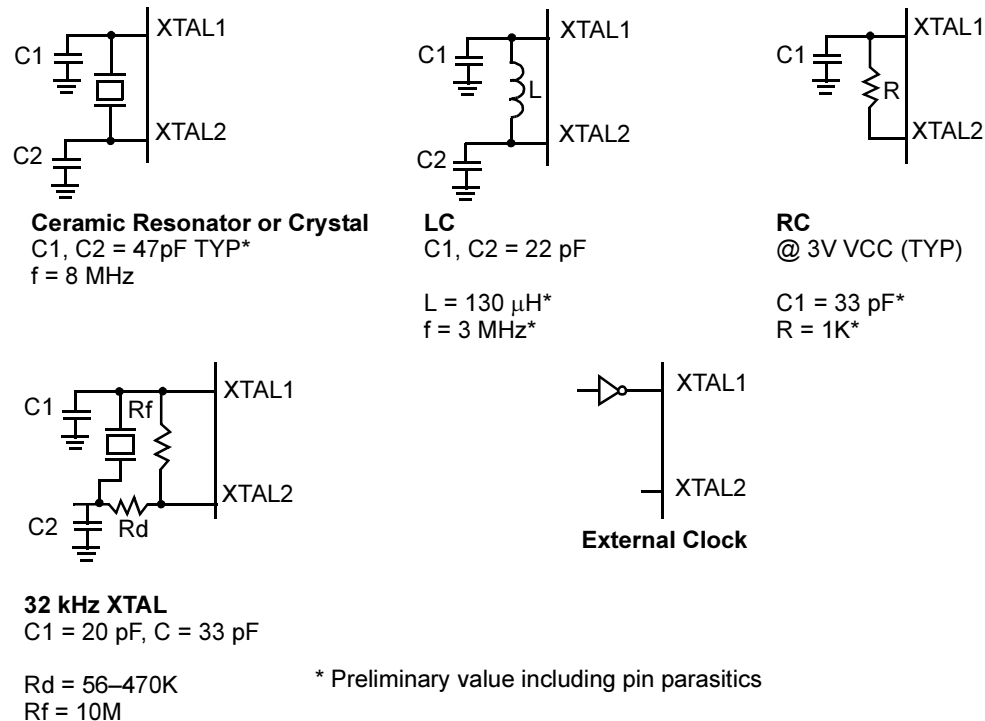 XTAL1
C1
XTAL2
C2
Ceramic Resonator or Crystal
C1, C2 = 47pF TYP*
f = 8 MHz
XTAL1
C1
L
XTAL2
C2
LC
C1, C2 = 22 pF
L = 130 μH*
f = 3 MHz*
XTAL1
C1
R
XTAL2
RC
@ 3V VCC (TYP)
C1 = 33 pF*
R = 1K*
XTAL1
C1
Rf
XTAL2
C2
Rd
32 kHz XTAL
C1 = 20 pF, C = 33 pF
Rd = 56–470K
Rf = 10M
XTAL1
XTAL2
External Clock
* Preliminary value including pin parasitics